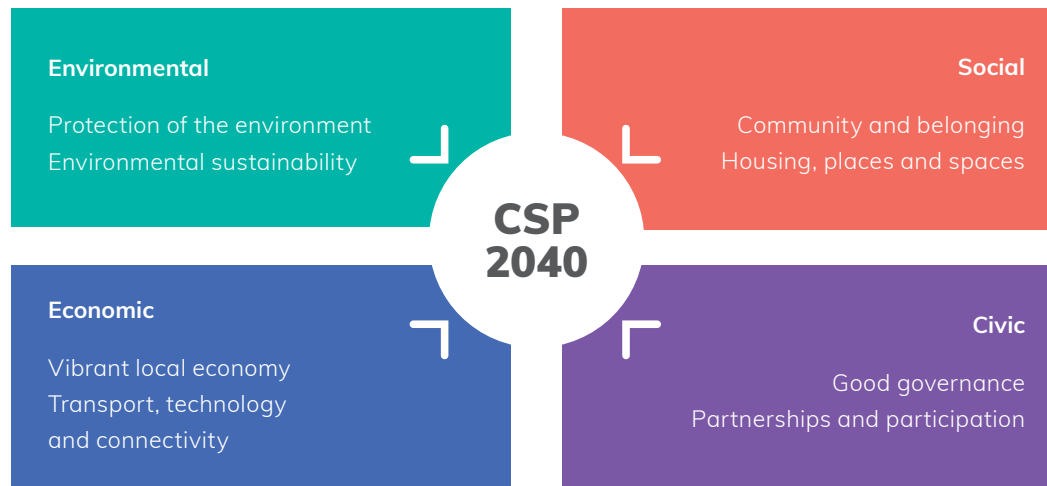 Environmental
Protection of the environment
Environmental sustainability
Social
Community and belonging
Housing, places and spaces
CSP
2040
Economic
Vibrant local economy
Transport, technology
and connectivity
Civic
Good governance
Partnerships and participation